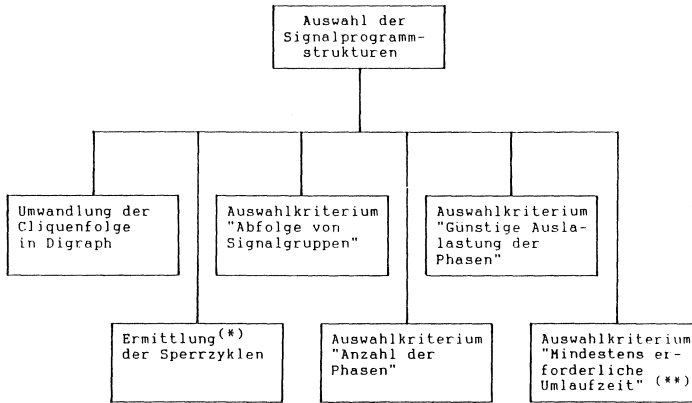 Auswahl der
Signalprogramm-
strukturen
Umwandlung der
Cliquenfolge
in Digraph
Auswahlkriterium
"Abfolge von
Signalgruppen"
Auswahlkriterium
"Günstige Ausla-
lastung der
Phasen"
Ermittlung(*)
der Sperrzyklen
Auswahlkriterium
"Anzahl der
Phasen"
Auswahlkriterium
"Mindestens er-
forderliche
Umlaufzeit" (**)